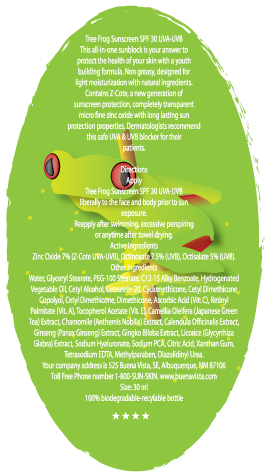 Tree Frog Sunscreen SPF 30 UVA-UVB
This all-in-one sunblock is your answer to
protect the health of your skin with a youth
building formula. Non greasy, designed for
light moisturization with natural ingredients.
Contains Z-Cote, a new generation of
sunscreen protection, completely transparent
micro fine zinc oxide with long lasting sun
protection properties. Dermatologists recommend
this safe UVA & UVB blocker for their
patients.
Directions
Apply
Tree Frog Sunscreen SPF 30 UVA-UVB
liberally to the face and body prior to sun
exposure.
Reapply after swimming, excessive perspiring
or anytime after towel drying.
Active Ingredients
Zinc Oxide 7% (Z-Cote UVA-UVB), Octinoxate 7.5% (UVB), Octisalate 5% (UVB).
Other Ingredients
Water, Glyceryl Stearate, PEG-100 Stearate, C12-15 Alky Benzoate, Hydrogenated
Vegetable Oil, Cetyl Alcohol, Ceteareth-20, Cyclomethicone, Cetyl Dimethicone,
Copolyol, Cetyl Dimethicone, Dimethicone, Ascorbic Acid (Vit. C), Retinyl
Palmitate (Vit. A), Tocopherol Acetate (Vit. E), Camellia Oleifera (Japanese Green
Tea) Extract, Chamomile (Anthemis Nobilia) Extract, Calendula Officinalis Extract,
Ginseng (Panax Ginseng) Extract, Gingko Biloba Extract, Licorice (Glycyrrhiza
Glabra) Extract, Sodium Hyaluronate, Sodium PCA, Citric Acid, Xanthan Gum,
Tetrasodium EDTA, Methylparaben, Diazolidinyl Urea.
Your company address is 525 Buena Vista, SE, Albuquerque, NM 87106
Toll Free Phone number 1-800-SUN-SKIN. www.buenavista.com
Size: 30 ml
100% biodegradable-recylable bottle